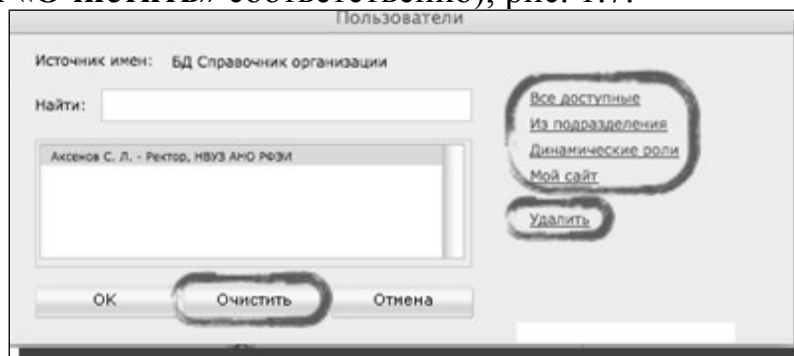 «Очистить» соответственно), рис. 1.7.
Пользователи
Источник имен: БД Справочник организации
Найти:
Все доступные
Из подразделения
Динамические роли
Мой сайт
Аксенов С. Л. - Ректор, НВУЗ АНО РФЭИ
Удалить
ОК Очистить Отмена